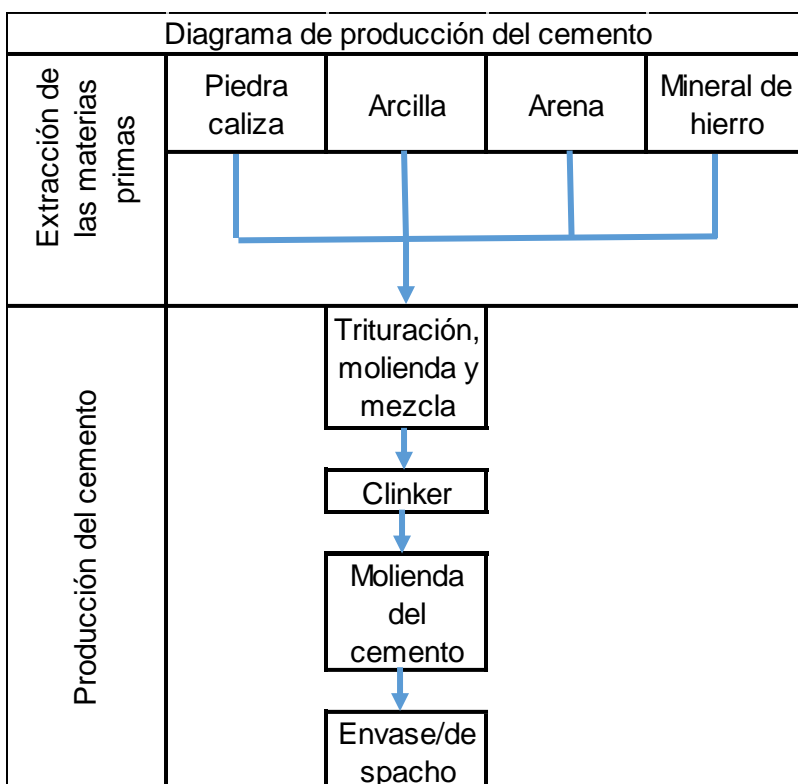 Diagrama de producción del cemento
Extracción de
las materias
primas
Piedra
caliza
Arcilla
Arena
Mineral de
hierro
Producción del cemento
Trituración,
molienda y
mezcla
Clinker
Molienda
del
cemento
Envase/de
spacho